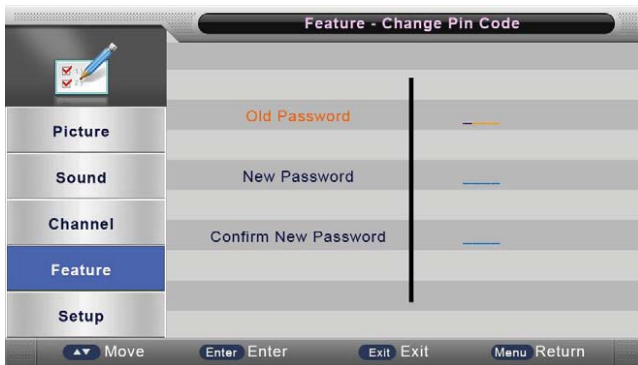 Feature - Change Pin Code
Picture
Sound
Channel
Feature
Setup
Old Password
New Password
Confirm New Password
▲▼ Move Enter Enter Exit Exit Menu Return